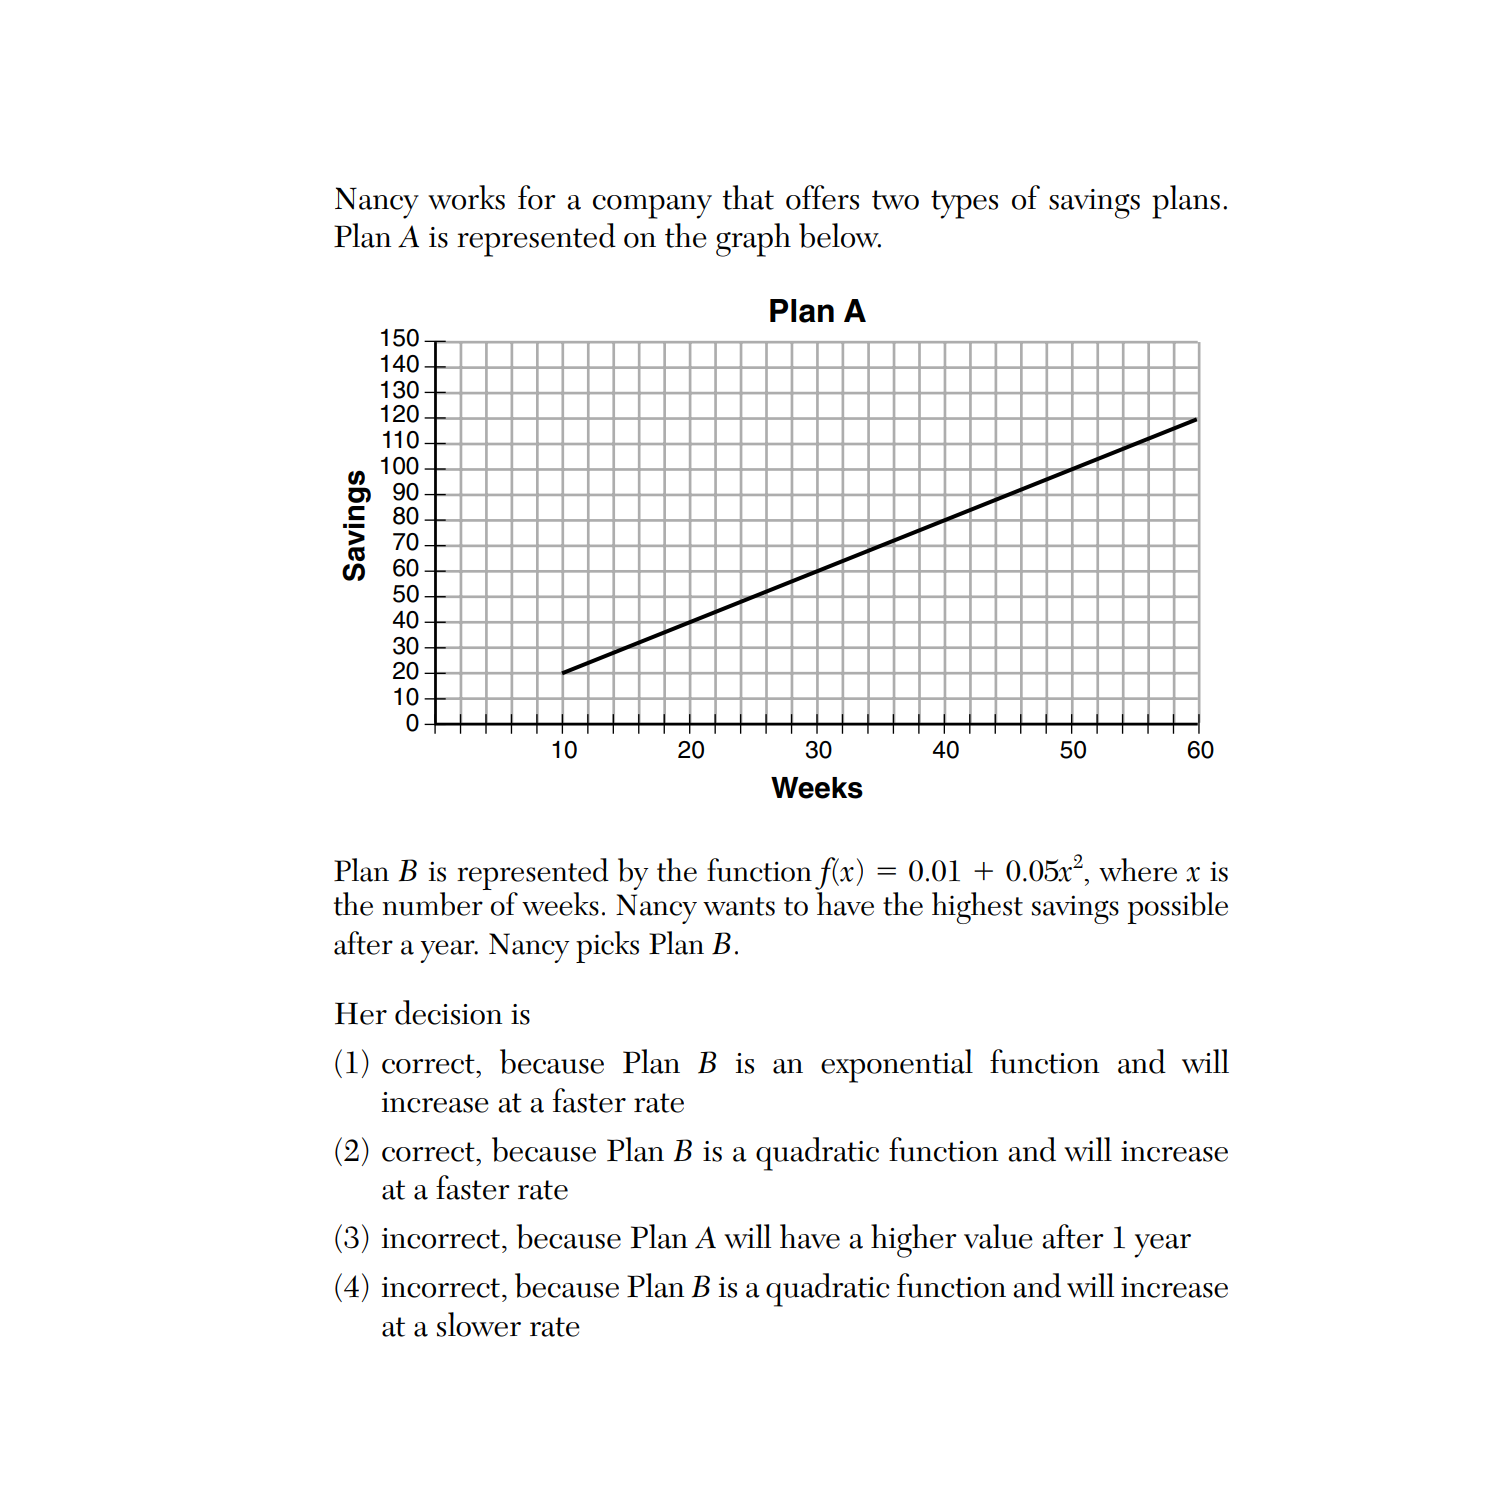 Nancy works for a company that offers two types of savings plans.
Plan A is represented on the graph below.
Plan A
150
140
130
120
110
100
90
80
70
60
50
40
30
20
10
0
Savings
10 20 30 40 50 60
Weeks
Plan B is represented by the function f(x) = 0.01 + 0.05x², where x is
the number of weeks. Nancy wants to have the highest savings possible
after a year. Nancy picks Plan B.
Her decision is
(1) correct, because Plan B is an exponential function and will
increase at a faster rate
(2) correct, because Plan B is a quadratic function and will increase
at a faster rate
(3) incorrect, because Plan A will have a higher value after 1 year
(4) incorrect, because Plan B is a quadratic function and will increase
at a slower rate